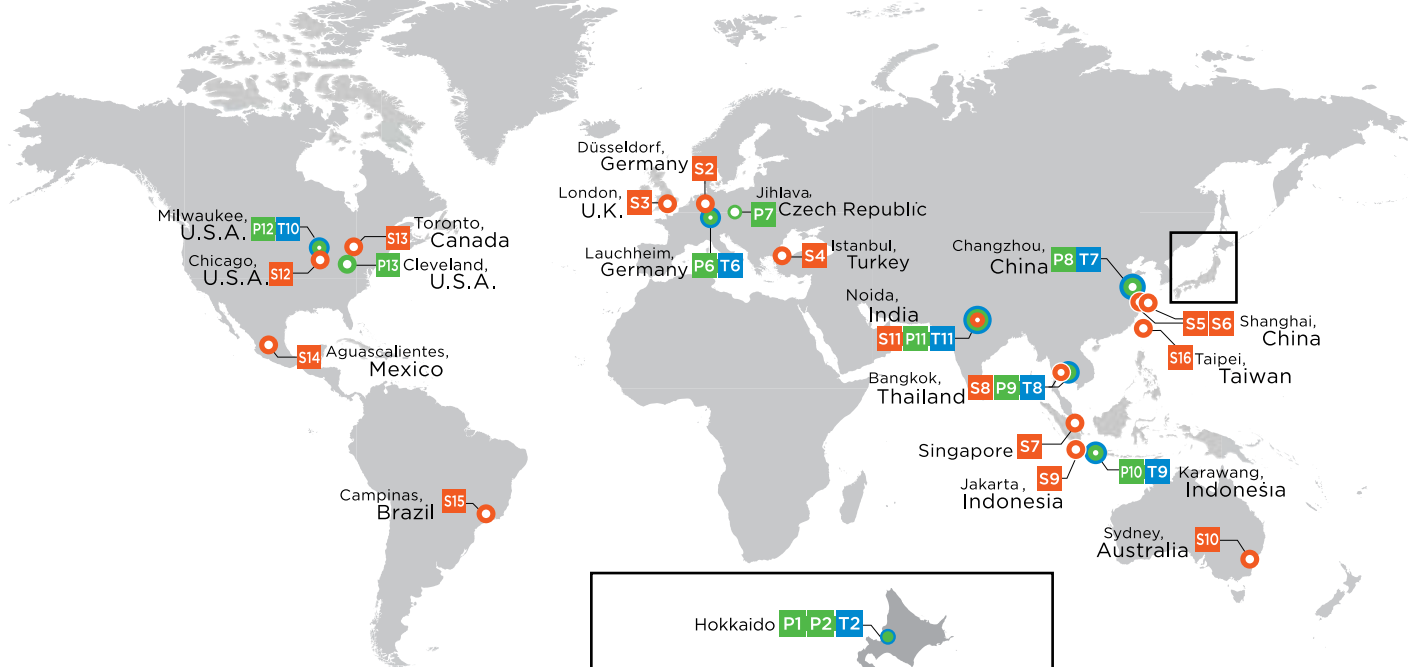 Düsseldorf,
Germany S2
London,
U.K. S3
Jihlava,
P7 Czech Republic
Milwaukee,
U.S.A. P12 T10
Toronto,
S13 Canada
Chicago,
U.S.A. S12
P13 Cleveland,
U.S.A.
Lauchheim,
Germany P6 T6
S4 Istanbul,
Turkey
Changzhou,
China P8 T7
Noida,
India
S11 P11 T11
S5 S6 Shanghai,
China
S14 Aguascalientes,
Mexico
S16 Taipei,
Taiwan
Bangkok,
Thailand S8 P9 T8
Singapore S7
Jakarta,
Indonesia S9
P10 T9 Karawang,
Indonesia
Campinas,
Brazil S15
Sydney,
Australia S10
Hokkaido P1 P2 T2